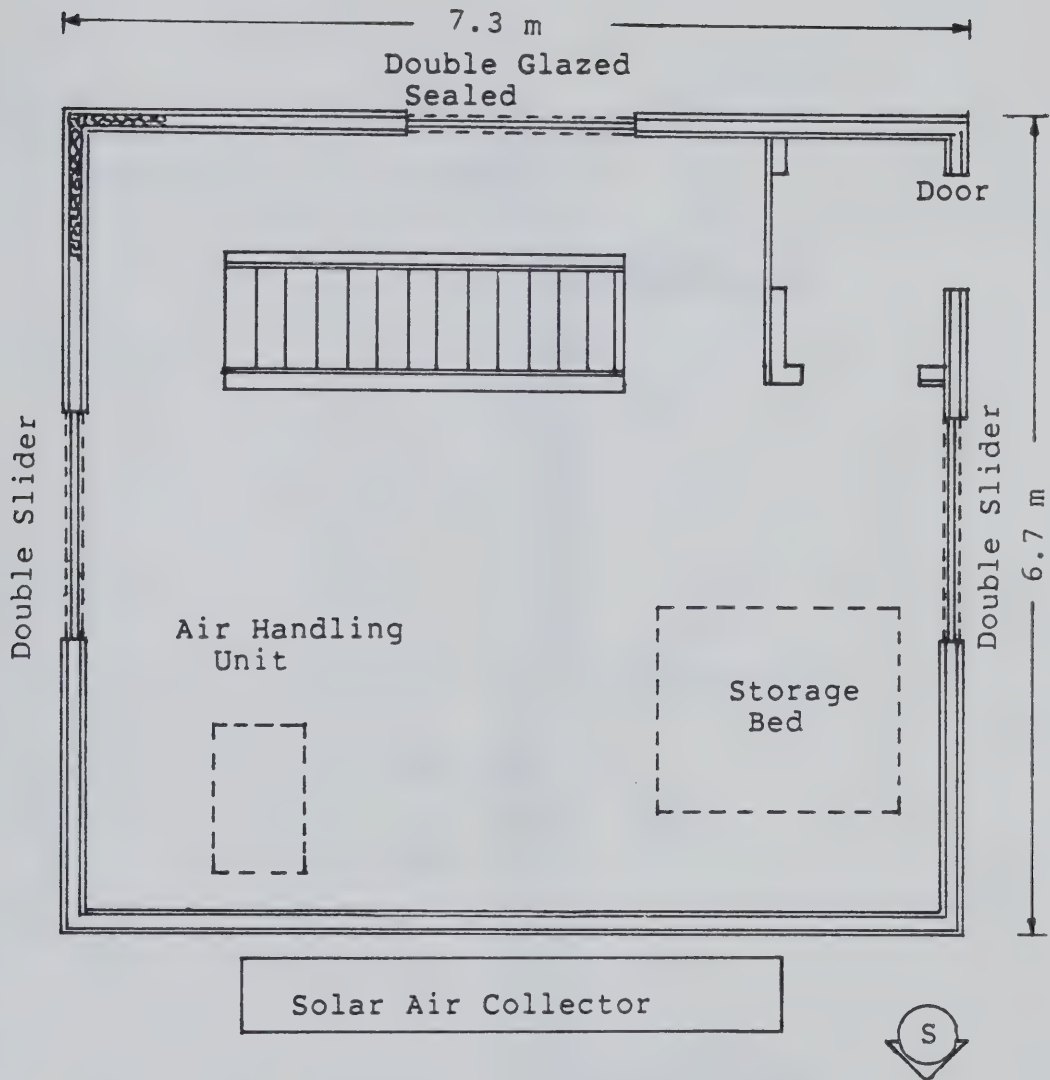 7.3 m
Double Glazed
Sealed
Door
Double Slider
Double Slider
6.7 m
Air Handling
Unit
Storage
Bed
Solar Air Collector
S